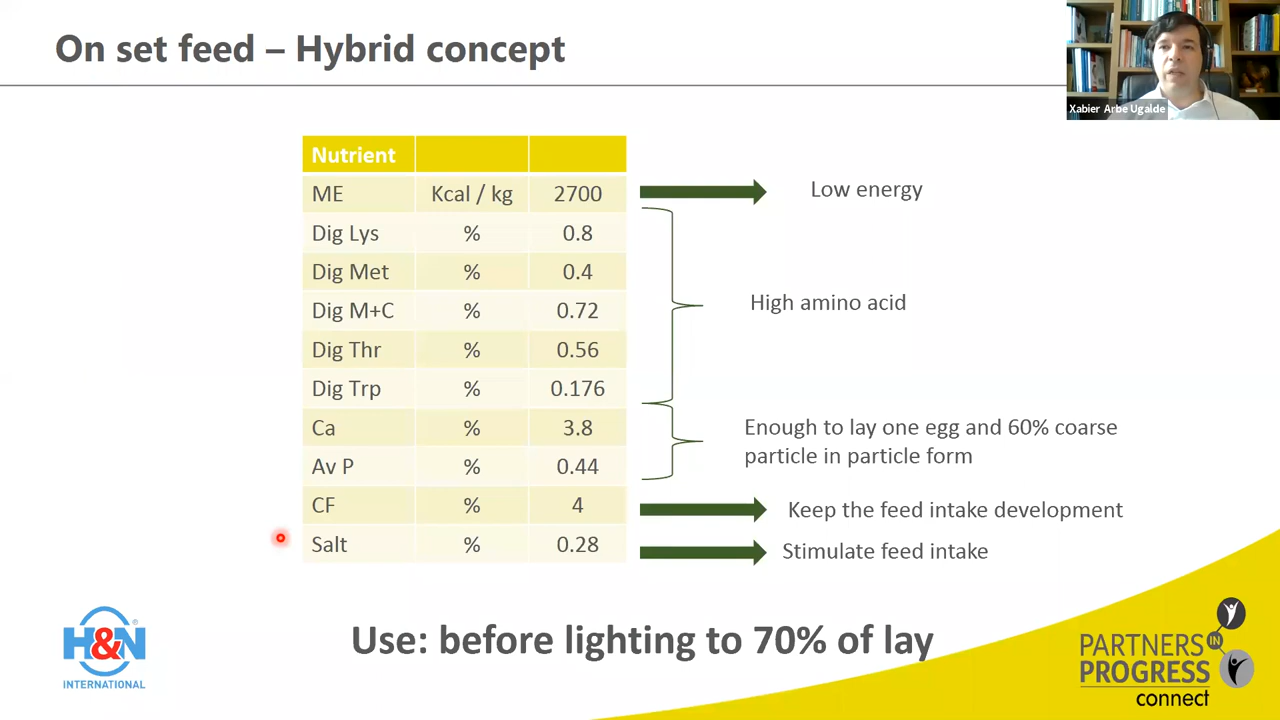 On set feed – Hybrid concept
Xabier Arbe Ugalde
Nutrient
ME Kcal / kg 2700
Low energy
Dig Lys % 0.8
Dig Met % 0.4
Dig M+C % 0.72
Dig Thr % 0.56
Dig Trp % 0.176
High amino acid
Ca % 3.8
Av P % 0.44
Enough to lay one egg and 60% coarse
particle in particle form
CF % 4
Keep the feed intake development
Salt % 0.28
Stimulate feed intake
Use: before lighting to 70% of lay
H&N®
INTERNATIONAL
PARTNERS IN
PROGRESS
connect